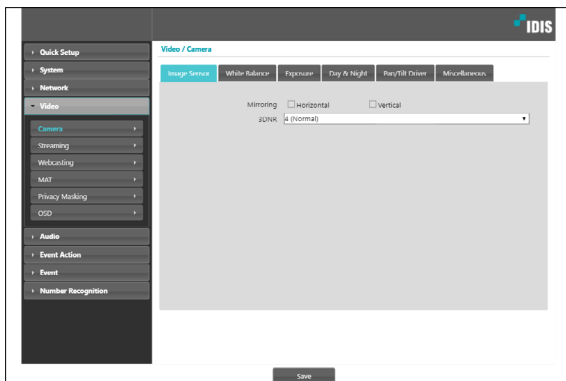 IDIS
Quick Setup
System
Network
Video
Camera
Streaming
Webcasting
MAT
Privacy Masking
OSD
Audio
Event Action
Event
Number Recognition
Video / Camera
Image Sensor White Balance Exposure Day & Night Pan/Tilt Driver Miscellaneous
Mirroring Horizontal Vertical
3DNR 4 (Normal)
Save